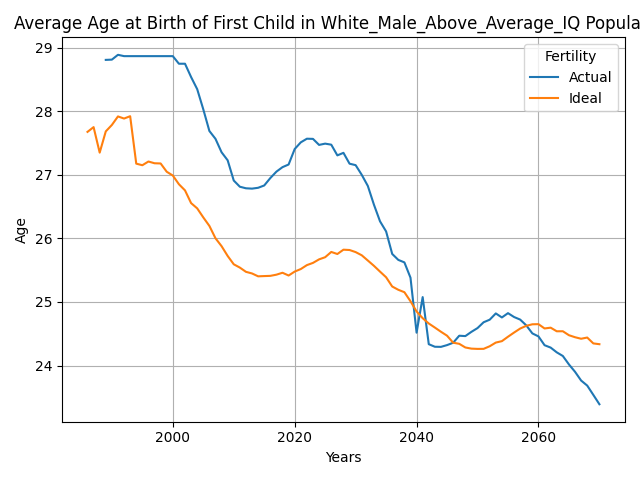 Average Age at Birth of First Child in White_Male_Above_Average_IQ Popula
Fertility
Actual
Ideal
29
28
27
26
25
24
Age
2000 2020 2040 2060
Years